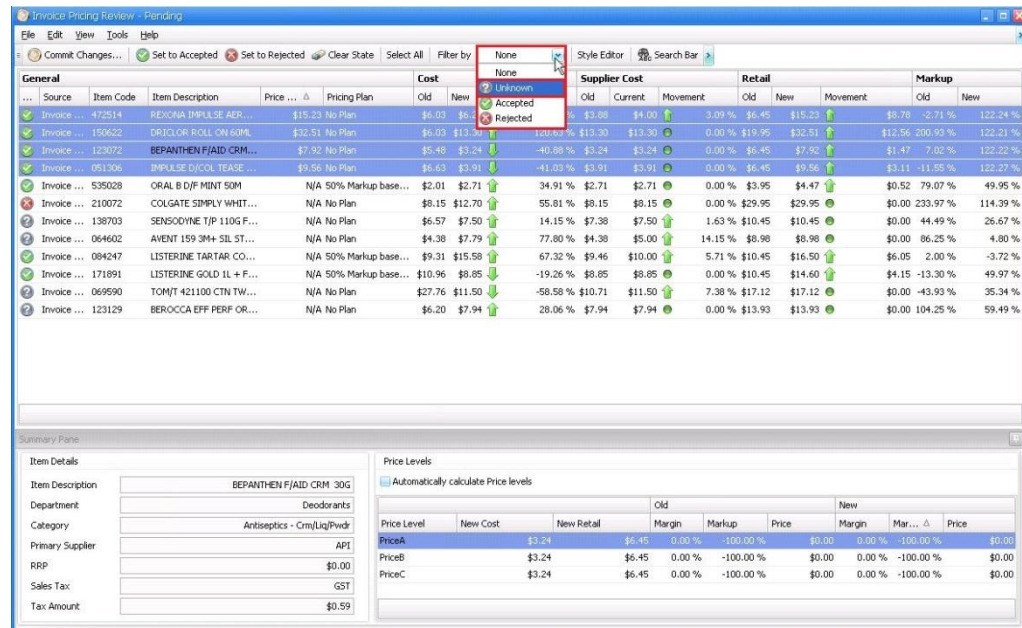 Invoice Pricing Review - Pending
File Edit View Tools Help
Commit Changes... Set to Accepted Set to Rejected Clear State Select All Filter by None Style Editor Search Bar
None
Unknown
Accepted
Rejected
General Cost Supplier Cost Retail Markup
... Source Item Code Item Description Price ... Pricing Plan Old New Old Current Movement Old New Movement Old New
Invoice ... 472514 REXONA IMPULSE AER... $15.23 No Plan $6.03 % $3.88 $4.00 3.09 % $6.45 $15.23 $8.78 -2.71 % 122.24 %
Invoice ... 150622 DRICLOR ROLL ON 60ML $32.51 No Plan $6.03 $13.30 120.63 % $13.30 $13.30 0.00 % $19.95 $32.51 $12.56 200.93 % 122.21 %
Invoice ... 123072 BEPANTHEN F/AID CRM... $7.92 No Plan $5.48 $3.24 -40.88 % $3.24 $3.24 0.00 % $6.45 $7.92 $1.47 7.02 % 122.22 %
Invoice ... 051306 IMPULSE D/COL TEASE ... $9.56 No Plan $6.63 $3.91 -41.03 % $3.91 $3.91 0.00 % $6.45 $9.56 $3.11 -11.55 % 122.27 %
Invoice ... 535028 ORAL B D/F MINT 50M N/A 50% Markup base... $2.01 $2.71 34.91 % $2.71 $2.71 0.00 % $3.95 $4.47 $0.52 79.07 % 49.95 %
Invoice ... 210072 COLGATE SIMPLY WHIT... N/A No Plan $8.15 $12.70 55.81 % $8.15 $8.15 0.00 % $29.95 $29.95 $0.00 233.97 % 114.39 %
Invoice ... 138703 SENSODYNE T/P 110G F... N/A No Plan $6.57 $7.50 14.15 % $7.38 $7.50 1.63 % $10.45 $10.45 $0.00 44.49 % 26.67 %
Invoice ... 064602 AVENT 159 3M+ SIL ST... N/A No Plan $4.38 $7.79 77.80 % $4.38 $5.00 14.15 % $8.98 $8.98 $0.00 86.25 % 4.80 %
Invoice ... 084247 LISTERINE TARTAR CO... N/A 50% Markup base... $9.31 $15.58 67.32 % $9.46 $10.00 5.71 % $10.45 $16.50 $6.05 2.00 % -3.72 %
Invoice ... 171891 LISTERINE GOLD 1L + F... N/A 50% Markup base... $10.96 $8.85 -19.26 % $8.85 $8.85 0.00 % $10.45 $14.60 $4.15 -13.30 % 49.97 %
Invoice ... 069590 TOM/T 421100 CTN TW... N/A No Plan $27.76 $11.50 -58.58 % $10.71 $11.50 7.38 % $17.12 $17.12 $0.00 -43.93 % 35.34 %
Invoice ... 123129 BEROCCA EFF PERF OR... N/A No Plan $6.20 $7.94 28.06 % $7.94 $7.94 0.00 % $13.93 $13.93 $0.00 104.25 % 59.49 %
Summary Pane
Item Details
Item Description BEPANTHEN F/AID CRM 30G
Department Deodorants
Category Antiseptics - Crm/Liq/Pwdr
Primary Supplier API
RRP $0.00
Sales Tax GST
Tax Amount $0.59
Price Levels
Automatically calculate Price levels
Old New
Price Level New Cost New Retail Margin Markup Price Margin Mar... Price
PriceA $3.24 $6.45 0.00 % -100.00 % $0.00 0.00 % -100.00 % $0.00
PriceB $3.24 $6.45 0.00 % -100.00 % $0.00 0.00 % -100.00 % $0.00
PriceC $3.24 $6.45 0.00 % -100.00 % $0.00 0.00 % -100.00 % $0.00